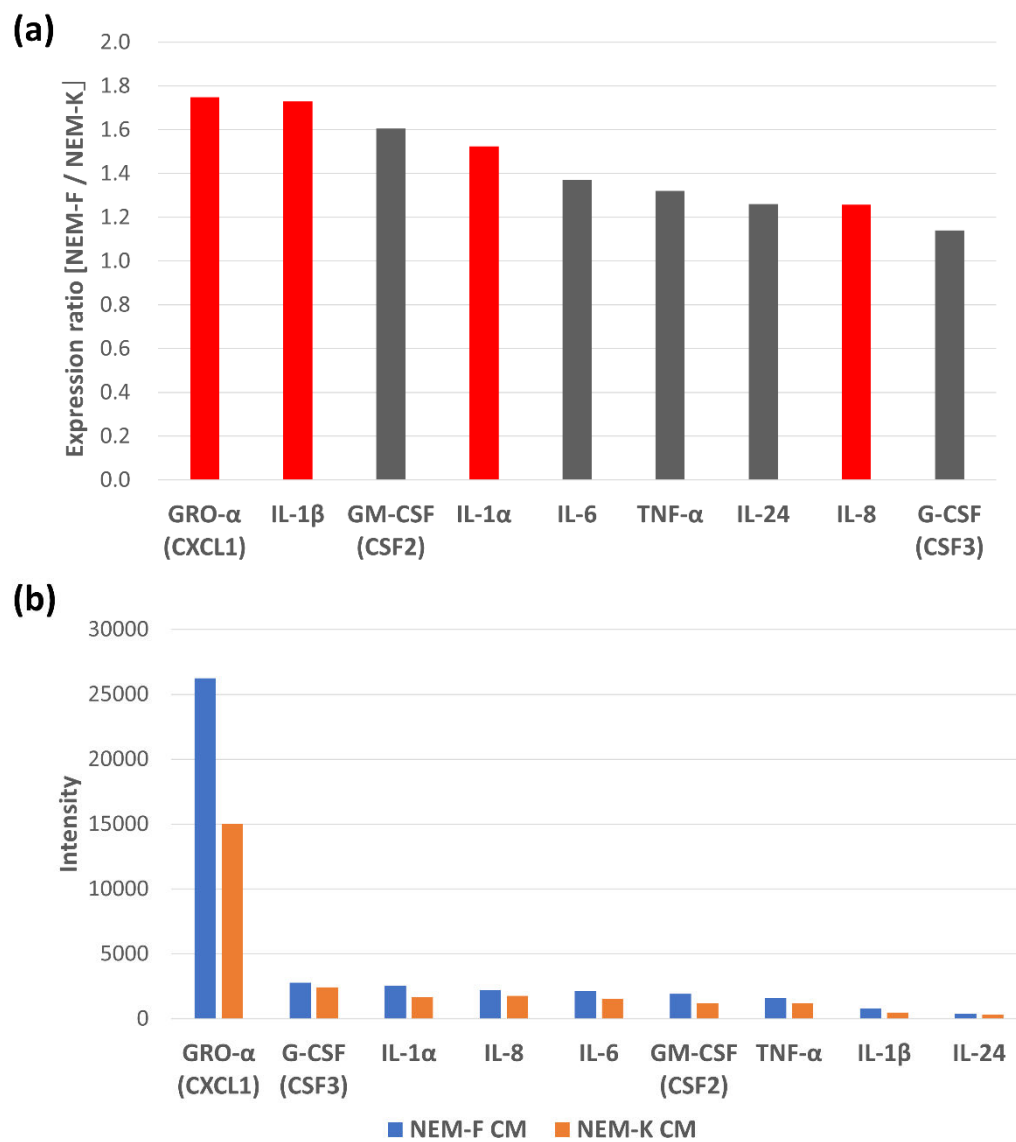 (a)
Expression ratio [NEM-F / NEM-K]
2.0
1.8
1.6
1.4
1.2
1.0
0.8
0.6
0.4
0.2
0.0
GRO-α IL-1β GM-CSF IL-1α IL-6 TNF-α IL-24 IL-8 G-CSF
(CXCL1) (CSF2) (CSF3)
(b)
Intensity
30000
25000
20000
15000
10000
5000
0
GRO-α G-CSF IL-1α IL-8 IL-6 GM-CSF TNF-α IL-1β IL-24
(CXCL1) (CSF3) (CSF2)
NEM-F CM NEM-K CM